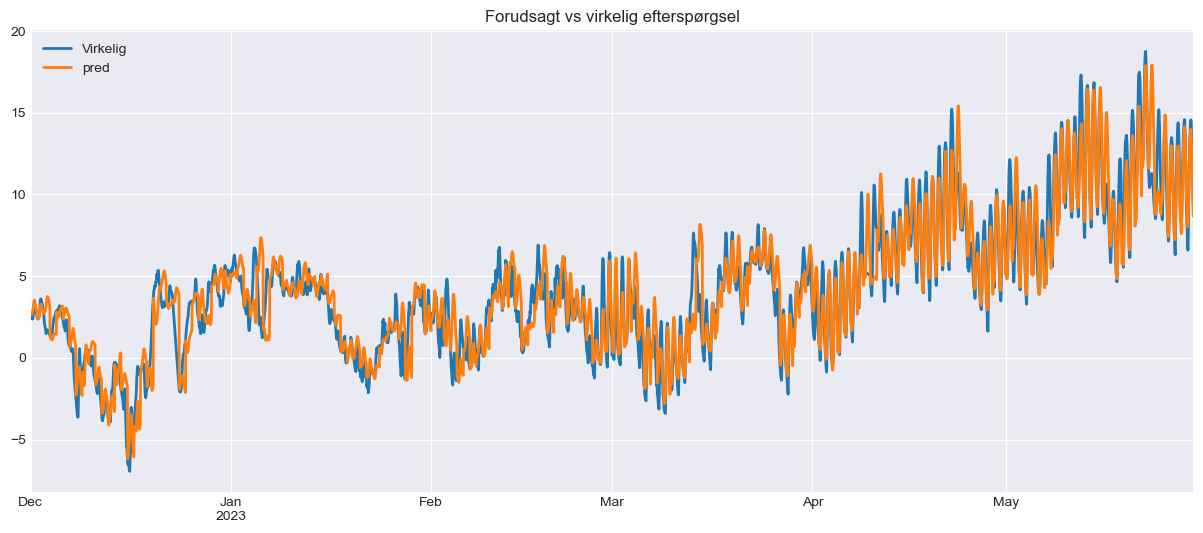 Forudsagt vs virkelig efterspørgsel
20
15
10
5
0
−5
Virkelig
pred
Dec
Jan
2023
Feb
Mar
Apr
May